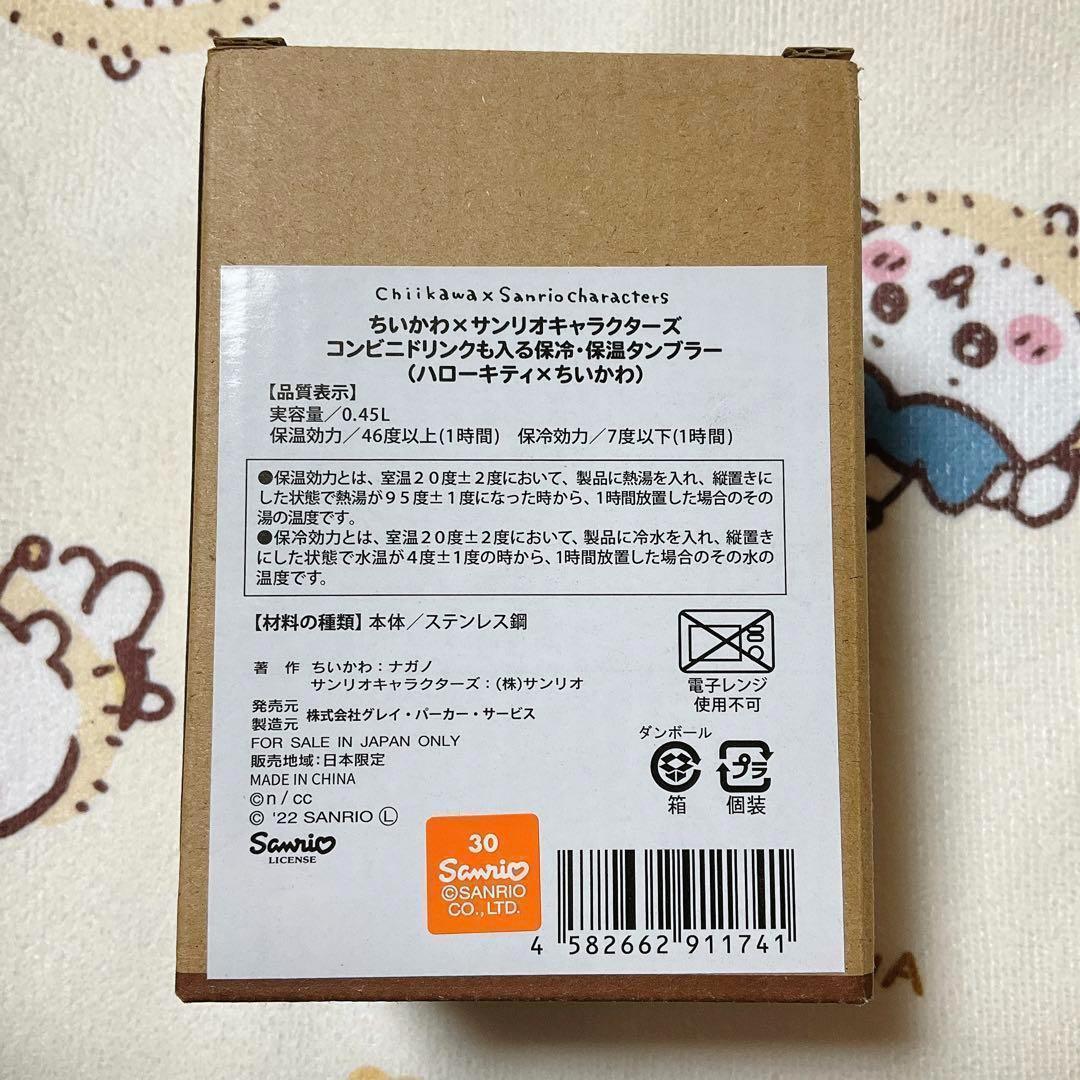 Chiikawa x Sanrio characters
ちいかわ×サンリオキャラクターズ
コンビニドリンクも入る保冷・保温タンブラー
(ハローキティ×ちいかわ)
【品質表示】
実容量/0.45L
保温効力/46度以上(1時間) 保冷効力/7度以下(1時間)
●保温効力とは、室温20度±2度において、製品に熱湯を入れ、縦置きに
した状態で熱湯が95度±1度になった時から、1時間放置した場合のその
湯の温度です。
●保冷効力とは、室温20度±2度において、製品に冷水を入れ、縦置き
にした状態で水温が4度±1度の時から、1時間放置した場合のその水の
温度です。
【材料の種類】本体/ステンレス鋼
電子レンジ
使用不可
著作 ちいかわ:ナガノ
サンリオキャラクターズ:(株)サンリオ
発売元
製造元 株式会社グレイ・パーカー・サービス
FOR SALE IN JAPAN ONLY
販売地域:日本限定
MADE IN CHINA
©n / cc
© '22 SANRIO Ⓛ
Sanrio
LICENSE
ダンボール
箱
プラ
個装
30
Sanrio
©SANRIO
CO.,LTD.
4 582662 911741